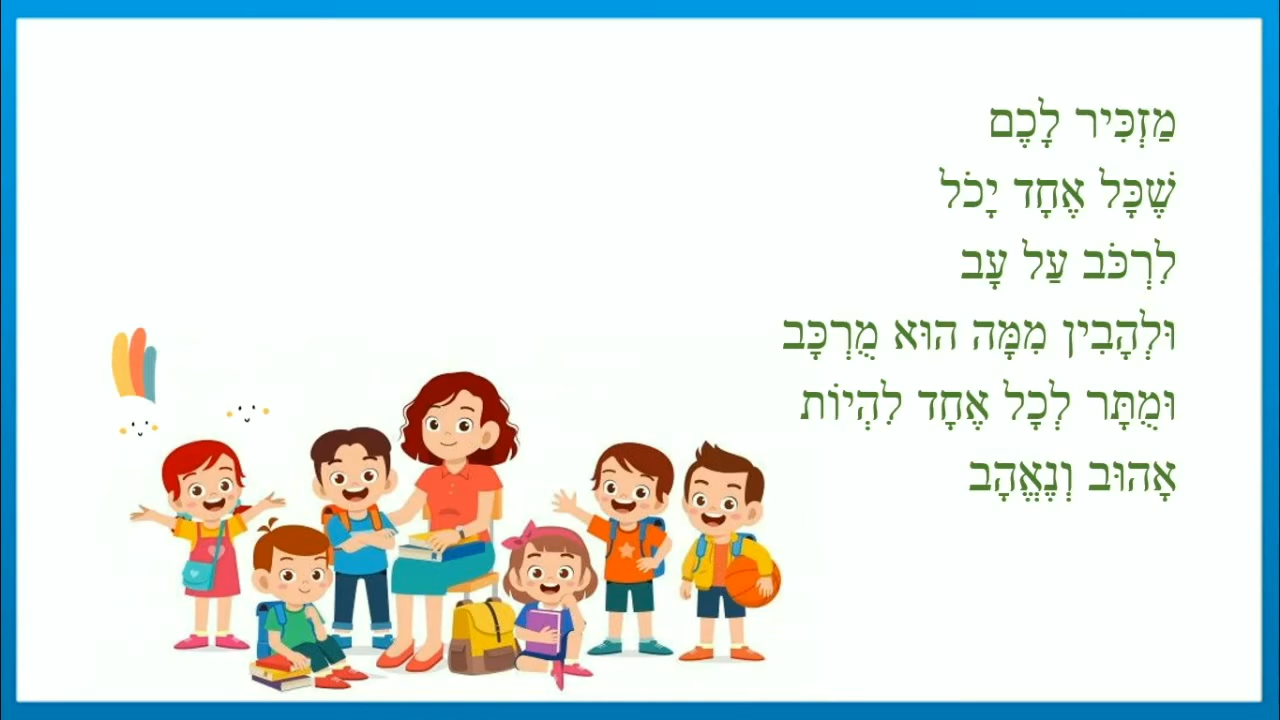 מַזְכִּיר לָכֶם
שֶׁכָּל אֶחָד יָכֹל
לִרְכֹּב עַל עָב
וּלְהָבִין מִמָּה הוּא מֻרְכָּב
וּמֻתָּר לְכָל אֶחָד לִהְיוֹת
אָהוּב וְנֶאֱהָב